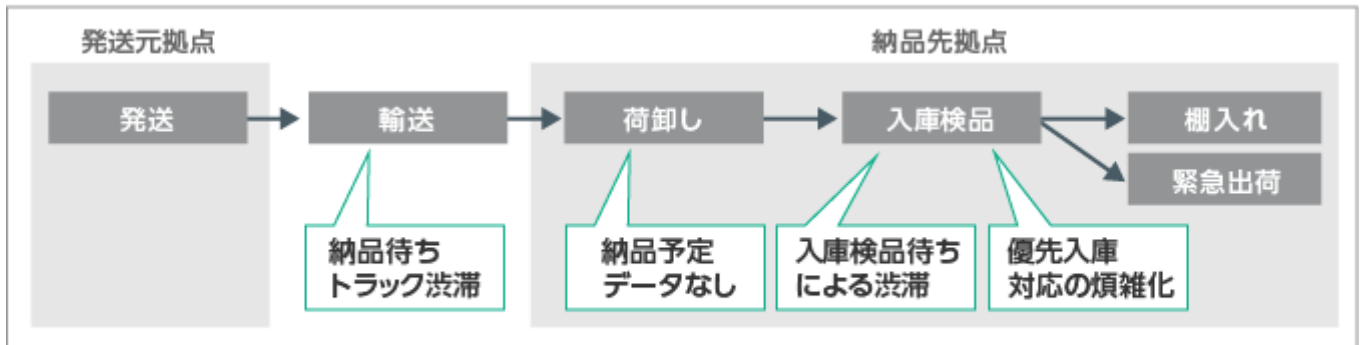 発送元拠点
納品先拠点
発送
輸送
荷卸し
入庫検品
棚入れ
緊急出荷
納品待ち
トラック渋滞
納品予定
データなし
入庫検品待ち
による渋滞
優先入庫
対応の煩雑化